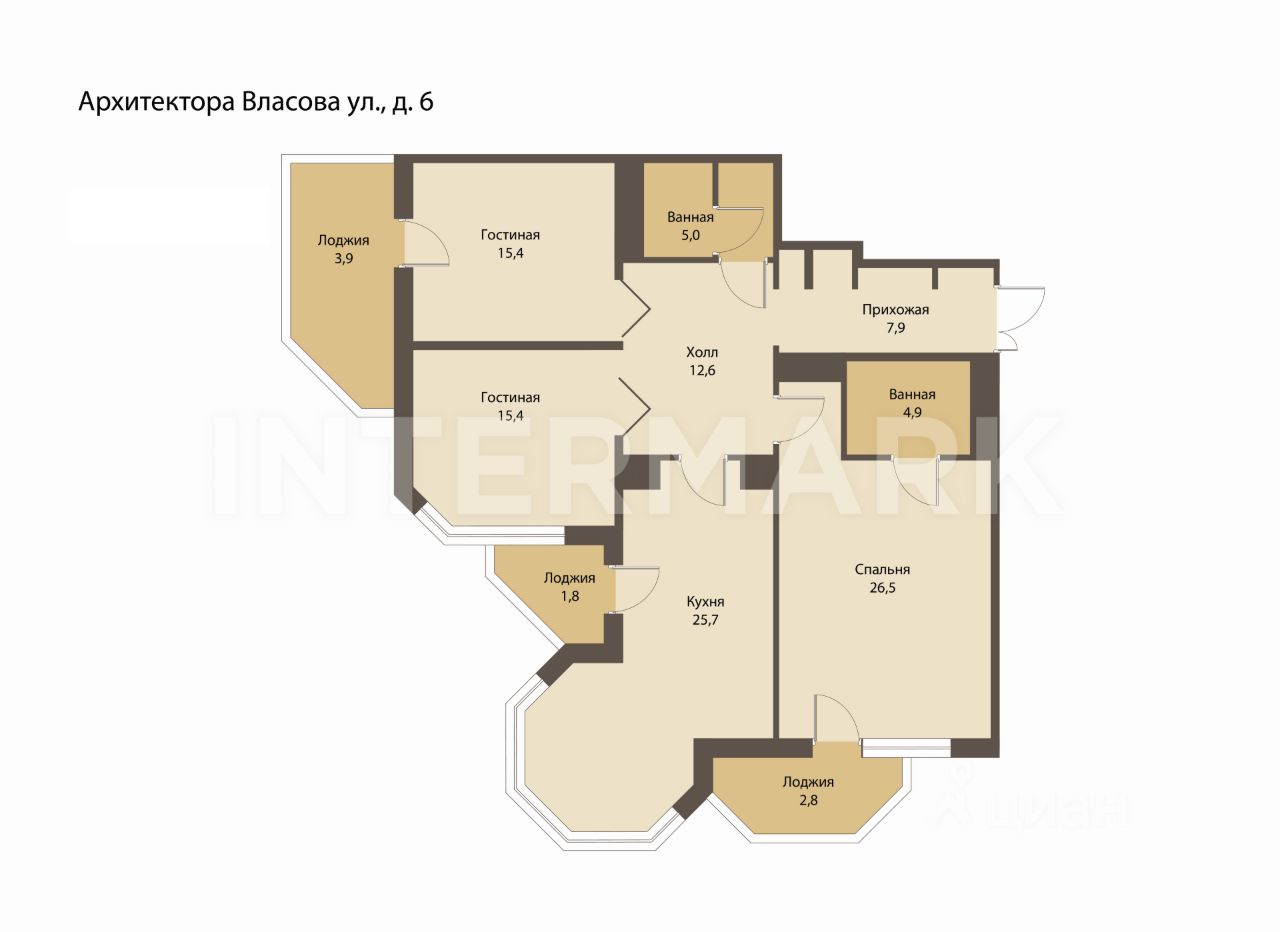 Архитектора Власова ул., д. 6
Ванная
5,0
Гостиная
15,4
Лоджия
3,9
Прихожая
7,9
Холл
12,6
Гостиная
15,4
Ванная
4,9
INTERMARK
Спальня
26,5
Лоджия
1,8
Кухня
25,7
Лоджия
2,8
циан